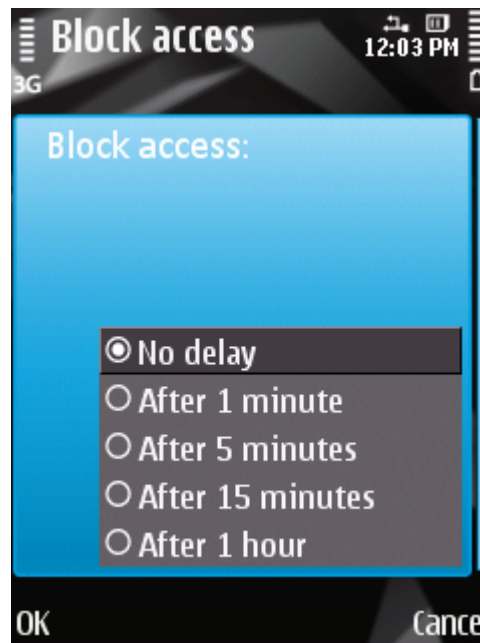 Block access
12:03 PM
3G
Block access:
No delay
After 1 minute
After 5 minutes
After 15 minutes
After 1 hour
OK
Cance